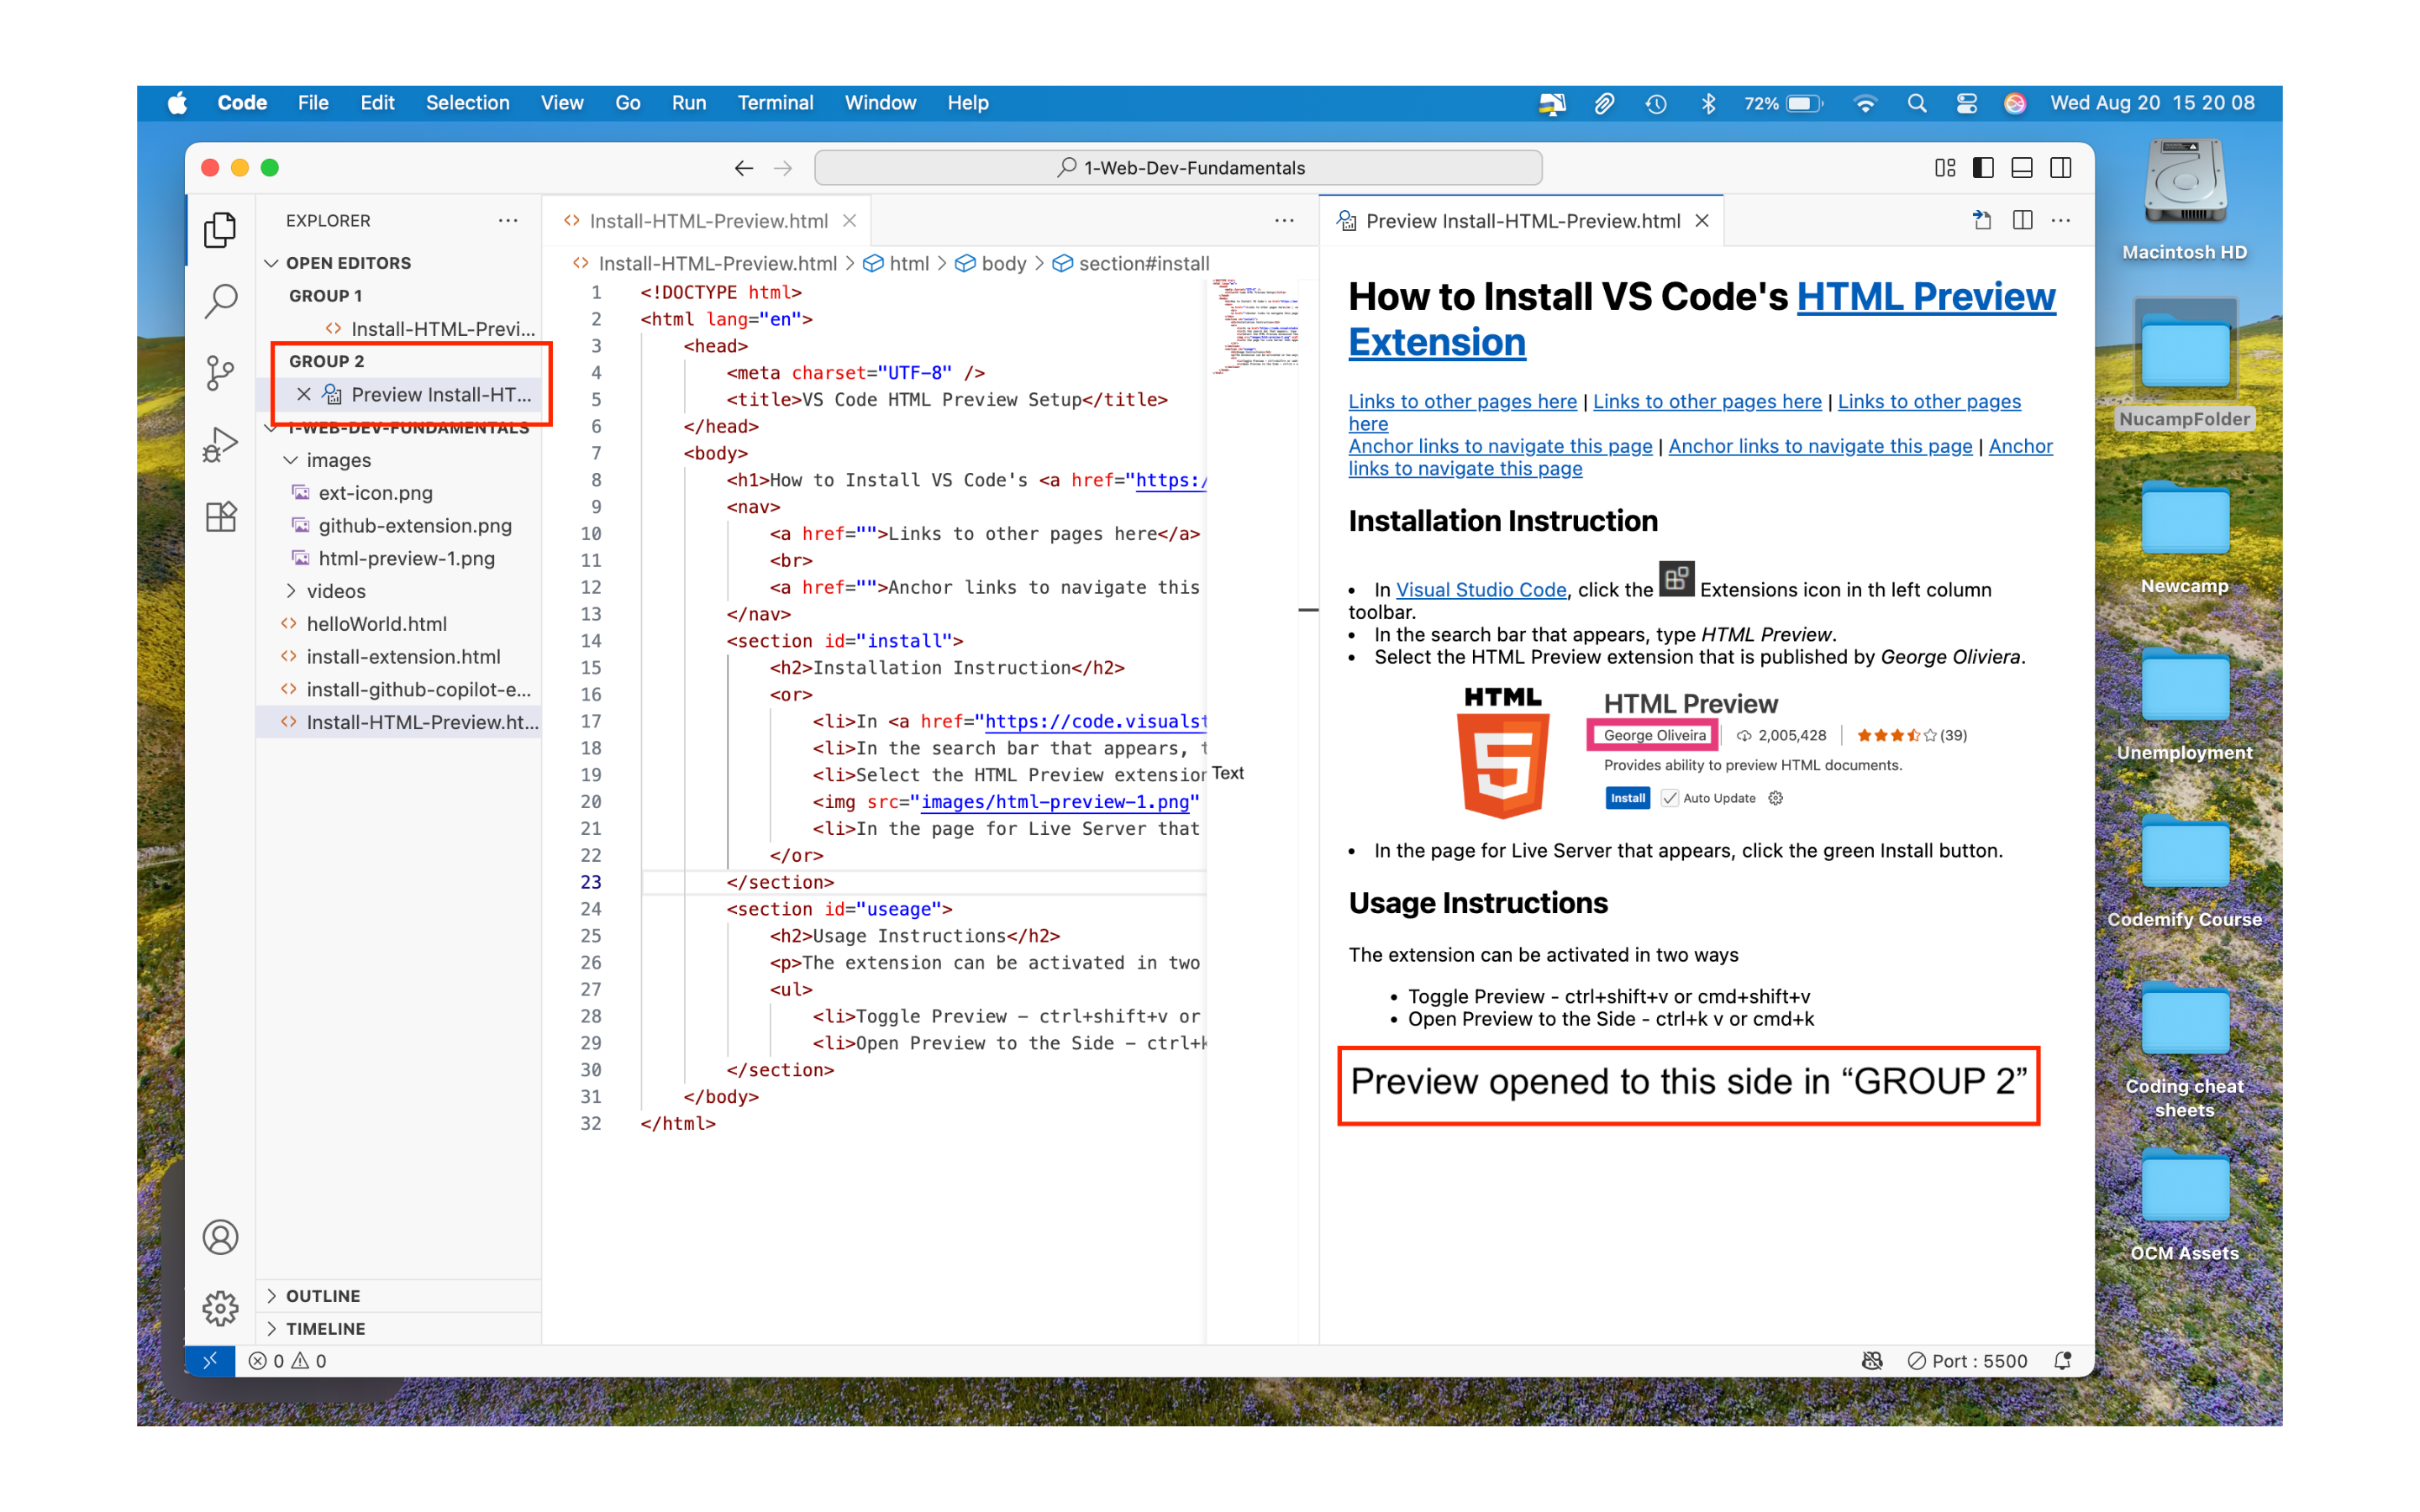 Code File Edit Selection View Go Run Terminal Window Help 72% Wed Aug 20 15 20 08
1-Web-Dev-Fundamentals
EXPLORER
OPEN EDITORS
GROUP 1
Install-HTML-Previ...
GROUP 2
Preview Install-HT...
1-WEB-DEV-FUNDAMENTALS
images
ext-icon.png
github-extension.png
html-preview-1.png
videos
helloWorld.html
install-extension.html
install-github-copilot-e...
Install-HTML-Preview.ht...
OUTLINE
TIMELINE
Install-HTML-Preview.html
Install-HTML-Preview.html > html > body > section#install
1 <!DOCTYPE html>
2 <html lang="en">
3 <head>
4 <meta charset="UTF-8" />
5 <title>VS Code HTML Preview Setup</title>
6 </head>
7 <body>
8 <h1>How to Install VS Code's <a href="https:/
9 <nav>
10 <a href="">Links to other pages here</a>
11 <br>
12 <a href="">Anchor links to navigate this
13 </nav>
14 <section id="install">
15 <h2>Installation Instruction</h2>
16 <or>
17 <li>In <a href="https://code.visualst
18 <li>In the search bar that appears, t
19 <li>Select the HTML Preview extension
20 <img src="images/html-preview-1.png"
21 <li>In the page for Live Server that
22 </or>
23 </section>
24 <section id="useage">
25 <h2>Usage Instructions</h2>
26 <p>The extension can be activated in two
27 <ul>
28 <li>Toggle Preview – ctrl+shift+v or
29 <li>Open Preview to the Side – ctrl+k
30 </section>
31 </body>
32 </html>
Text
Preview Install-HTML-Preview.html
How to Install VS Code's HTML Preview
Extension
Links to other pages here | Links to other pages here | Links to other pages
here
Anchor links to navigate this page | Anchor links to navigate this page | Anchor
links to navigate this page
Installation Instruction
• In Visual Studio Code, click the Extensions icon in th left column
toolbar.
• In the search bar that appears, type HTML Preview.
• Select the HTML Preview extension that is published by George Oliviera.
HTML
5
HTML Preview
George Oliveira 2,005,428 (39)
Provides ability to preview HTML documents.
Install Auto Update
• In the page for Live Server that appears, click the green Install button.
Usage Instructions
The extension can be activated in two ways
• Toggle Preview - ctrl+shift+v or cmd+shift+v
• Open Preview to the Side - ctrl+k v or cmd+k
Preview opened to this side in “GROUP 2”
0 0
Port : 5500
Macintosh HD
NucampFolder
Newcamp
Unemployment
Codemify Course
Coding cheat
sheets
OCM Assets